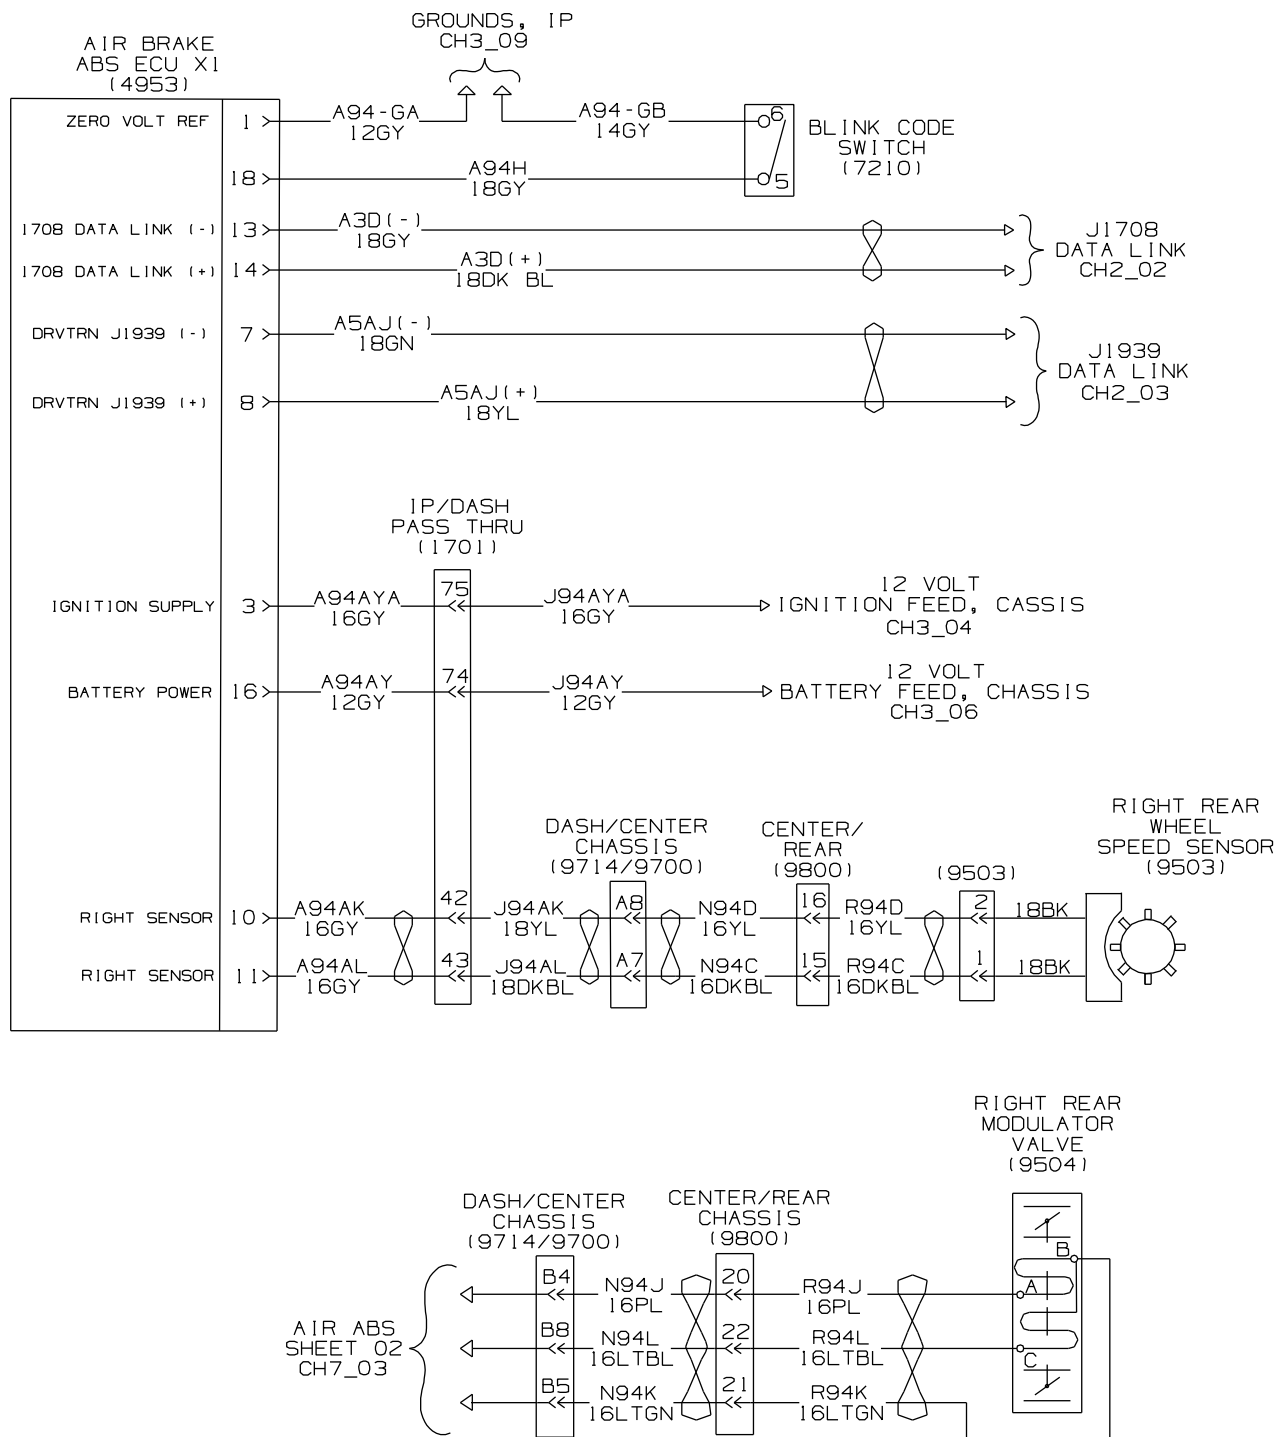 GROUNDS, IP
CH3_09
AIR BRAKE
ABS ECU X1
(4953)
ZERO VOLT REF 1 A94-GA A94-GB 6
12GY 14GY
BLINK CODE
SWITCH
(7210)
18 A94H 5
18GY
1708 DATA LINK (-) 13 A3D(-)
18GY
1708 DATA LINK (+) 14 A3D(+)
18DK BL
J1708
DATA LINK
CH2_02
DRVTRN J1939 (-) 7 A5AJ(-)
18GN
DRVTRN J1939 (+) 8 A5AJ(+)
18YL
J1939
DATA LINK
CH2_03
IP/DASH
PASS THRU
(1701)
IGNITION SUPPLY 3 A94AYA 75 J94AYA
16GY 16GY
12 VOLT
IGNITION FEED, CASSIS
CH3_04
BATTERY POWER 16 A94AY 74 J94AY
12GY 12GY
12 VOLT
BATTERY FEED, CHASSIS
CH3_06
DASH/CENTER
CHASSIS
(9714/9700)
CENTER/
REAR
(9800)
(9503)
RIGHT REAR
WHEEL
SPEED SENSOR
(9503)
RIGHT SENSOR 10 A94AK 42 J94AK A8 N94D 16 R94D 2 18BK
16GY 18YL 16YL 16YL
RIGHT SENSOR 11 A94AL 43 J94AL A7 N94C 15 R94C 1 18BK
16GY 18DKBL 16DKBL 16DKBL
RIGHT REAR
MODULATOR
VALVE
(9504)
DASH/CENTER
CHASSIS
(9714/9700)
CENTER/REAR
CHASSIS
(9800)
B
B4 N94J 20 R94J A
16PL 16PL
AIR ABS
SHEET 02
CH7_03
B8 N94L 22 R94L C
16LTBL 16LTBL
B5 N94K 21 R94K
16LTGN 16LTGN